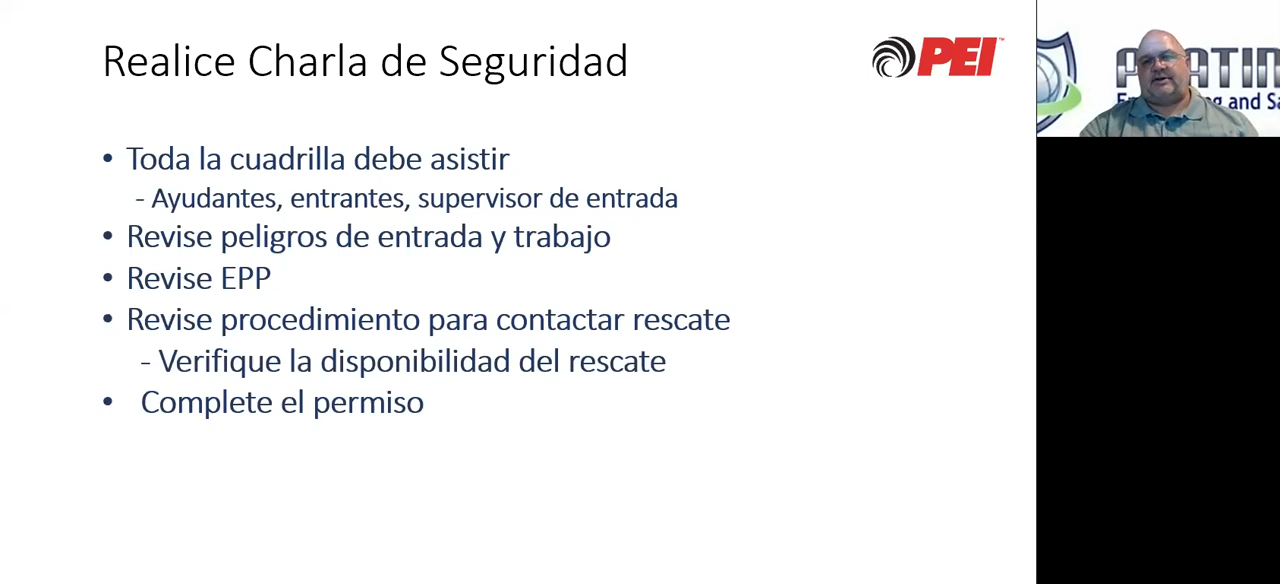 Realice Charla de Seguridad
PEI
• Toda la cuadrilla debe asistir
- Ayudantes, entrantes, supervisor de entrada
• Revise peligros de entrada y trabajo
• Revise EPP
• Revise procedimiento para contactar rescate
- Verifique la disponibilidad del rescate
• Complete el permiso
and